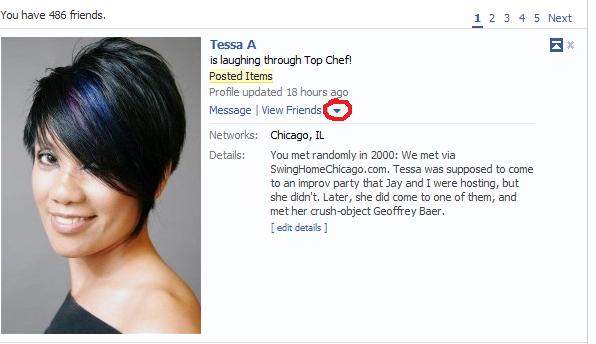 You have 486 friends.
1 2 3 4 5 Next
Tessa A
is laughing through Top Chef!
Posted Items
Profile updated 18 hours ago
Message | View Friends
Networks: Chicago, IL
Details: You met randomly in 2000: We met via
SwingHomeChicago.com. Tessa was supposed to come
to an improv party that Jay and I were hosting, but
she didn't. Later, she did come to one of them, and
met her crush-object Geoffrey Baer.
[ edit details ]